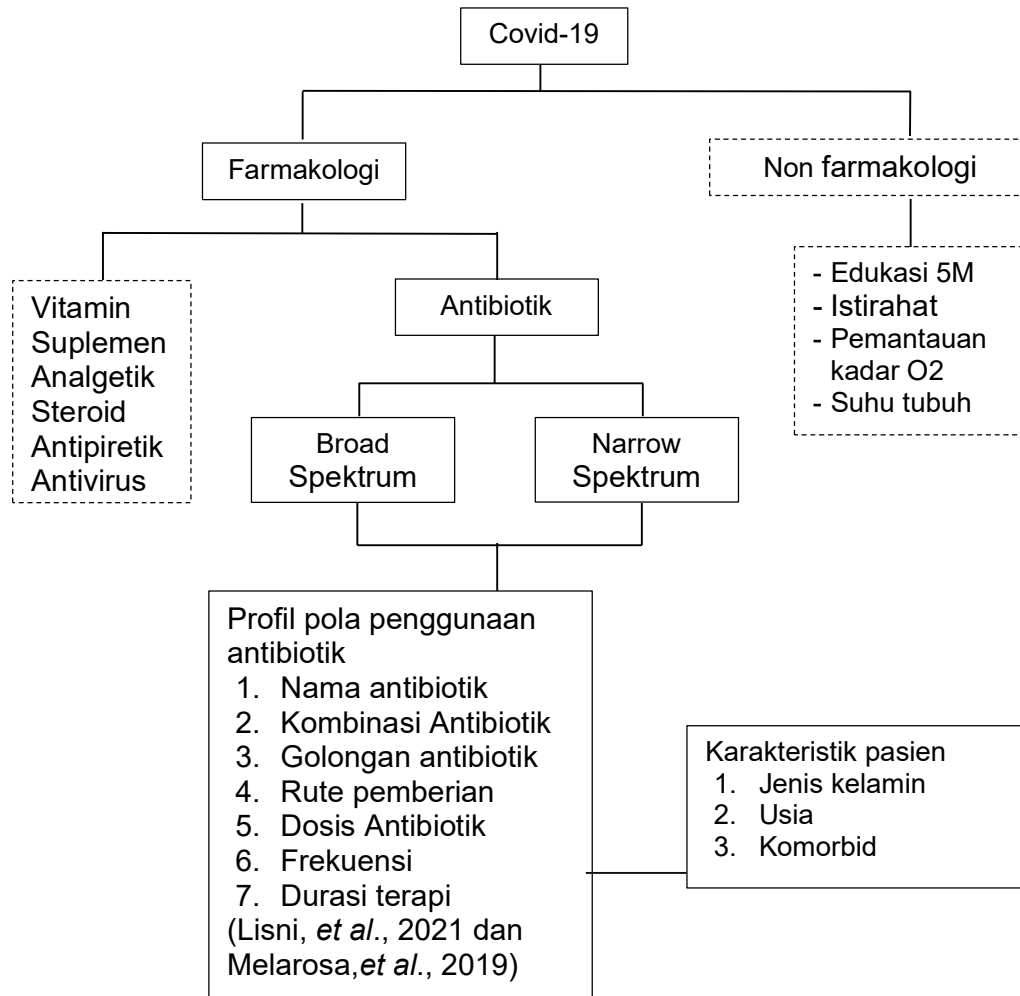 Covid-19
Farmakologi
Non farmakologi
Vitamin
Suplemen
Analgetik
Steroid
Antipiretik
Antivirus
Antibiotik
- Edukasi 5M
- Istirahat
- Pemantauan
kadar O2
- Suhu tubuh
Broad
Spektrum
Narrow
Spektrum
Profil pola penggunaan
antibiotik
1. Nama antibiotik
2. Kombinasi Antibiotik
3. Golongan antibiotik
4. Rute pemberian
5. Dosis Antibiotik
6. Frekuensi
7. Durasi terapi
(Lisni, et al., 2021 dan
Melarosa,et al., 2019)
Karakteristik pasien
1. Jenis kelamin
2. Usia
3. Komorbid